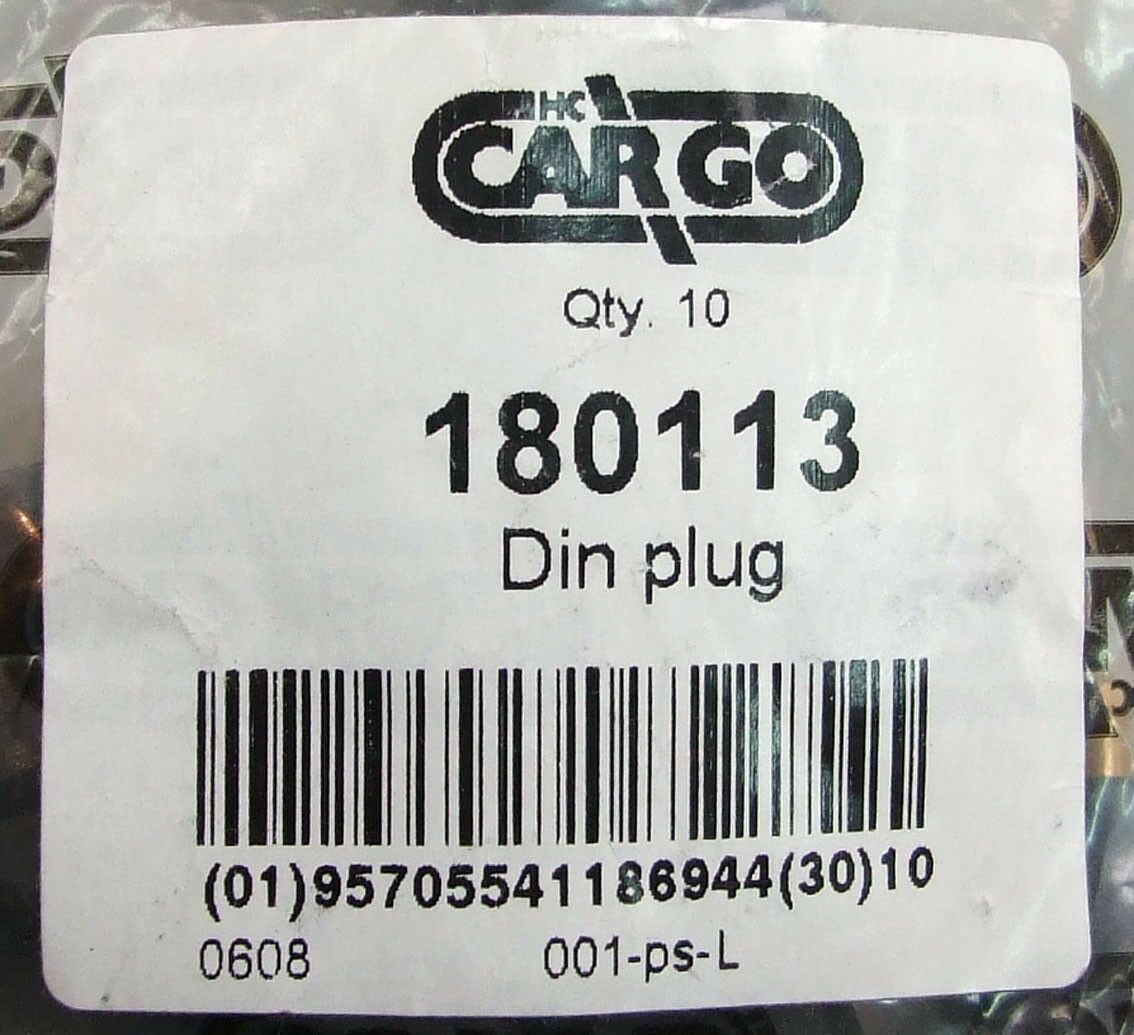 HC
CARGO
Qty. 10
180113
Din plug
(01)95705541186944(30)10
0608 001-ps-L